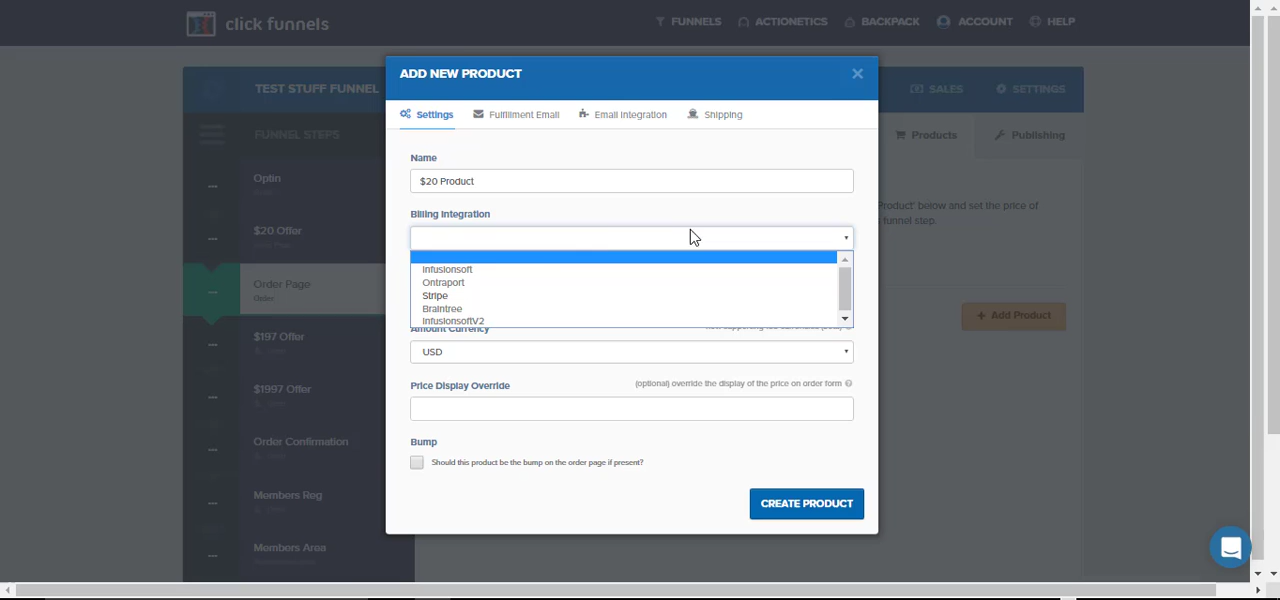 click funnels
FUNNELS
ACTIONETICS
BACKPACK
ACCOUNT
HELP
TEST STUFF FUNNEL
SALES
SETTINGS
FUNNEL STEPS
Products
Publishing
Optin
$20 Offer
Order Page
Order
$197 Offer
$1997 Offer
Order Confirmation
Members Reg
Members Area
Product' below and set the price of
funnel step.
+ Add Product
ADD NEW PRODUCT
×
Settings
Fulfillment Email
Email Integration
Shipping
Name
$20 Product
Billing Integration
Infusionsoft
Ontraport
Stripe
Braintree
InfusionsoftV2
Amount Currency
USD
Price Display Override
(optional) override the display of the price on order form
Bump
Should this product be the bump on the order page if present?
CREATE PRODUCT